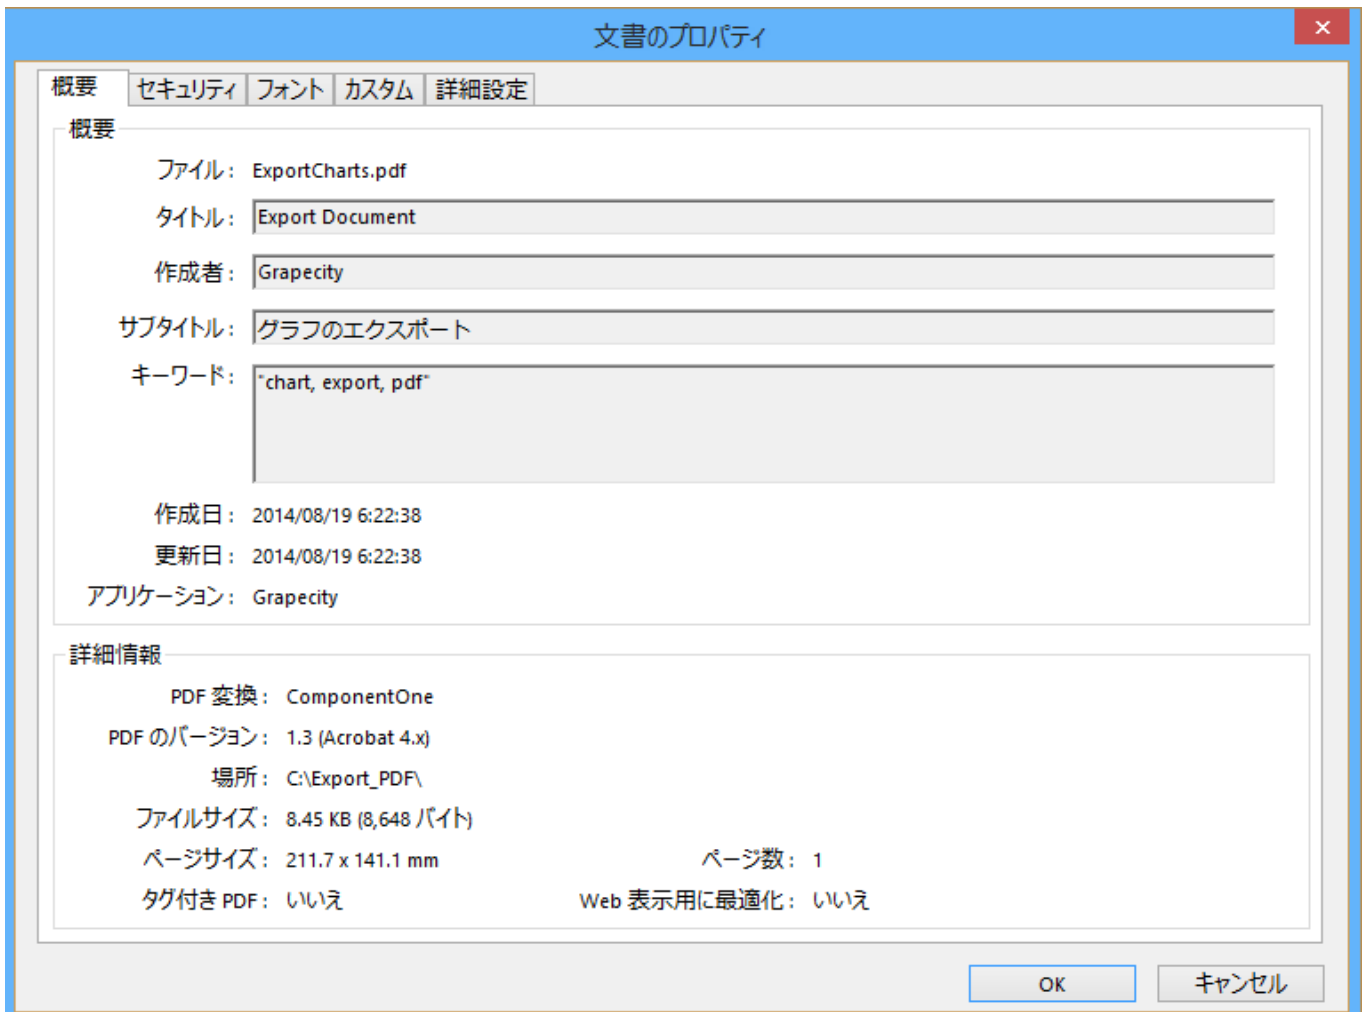 文書のプロパティ
概要 セキュリティ フォント カスタム 詳細設定
概要
ファイル: ExportCharts.pdf
タイトル: Export Document
作成者: Grapecity
サブタイトル: グラフのエクスポート
キーワード: "chart, export, pdf"
作成日: 2014/08/19 6:22:38
更新日: 2014/08/19 6:22:38
アプリケーション: Grapecity
詳細情報
PDF 変換: ComponentOne
PDF のバージョン: 1.3 (Acrobat 4.x)
場所: C:\Export_PDF\
ファイルサイズ: 8.45 KB (8,648 バイト)
ページサイズ: 211.7 x 141.1 mm ページ数: 1
タグ付き PDF: いいえ Web 表示用に最適化: いいえ
OK キャンセル